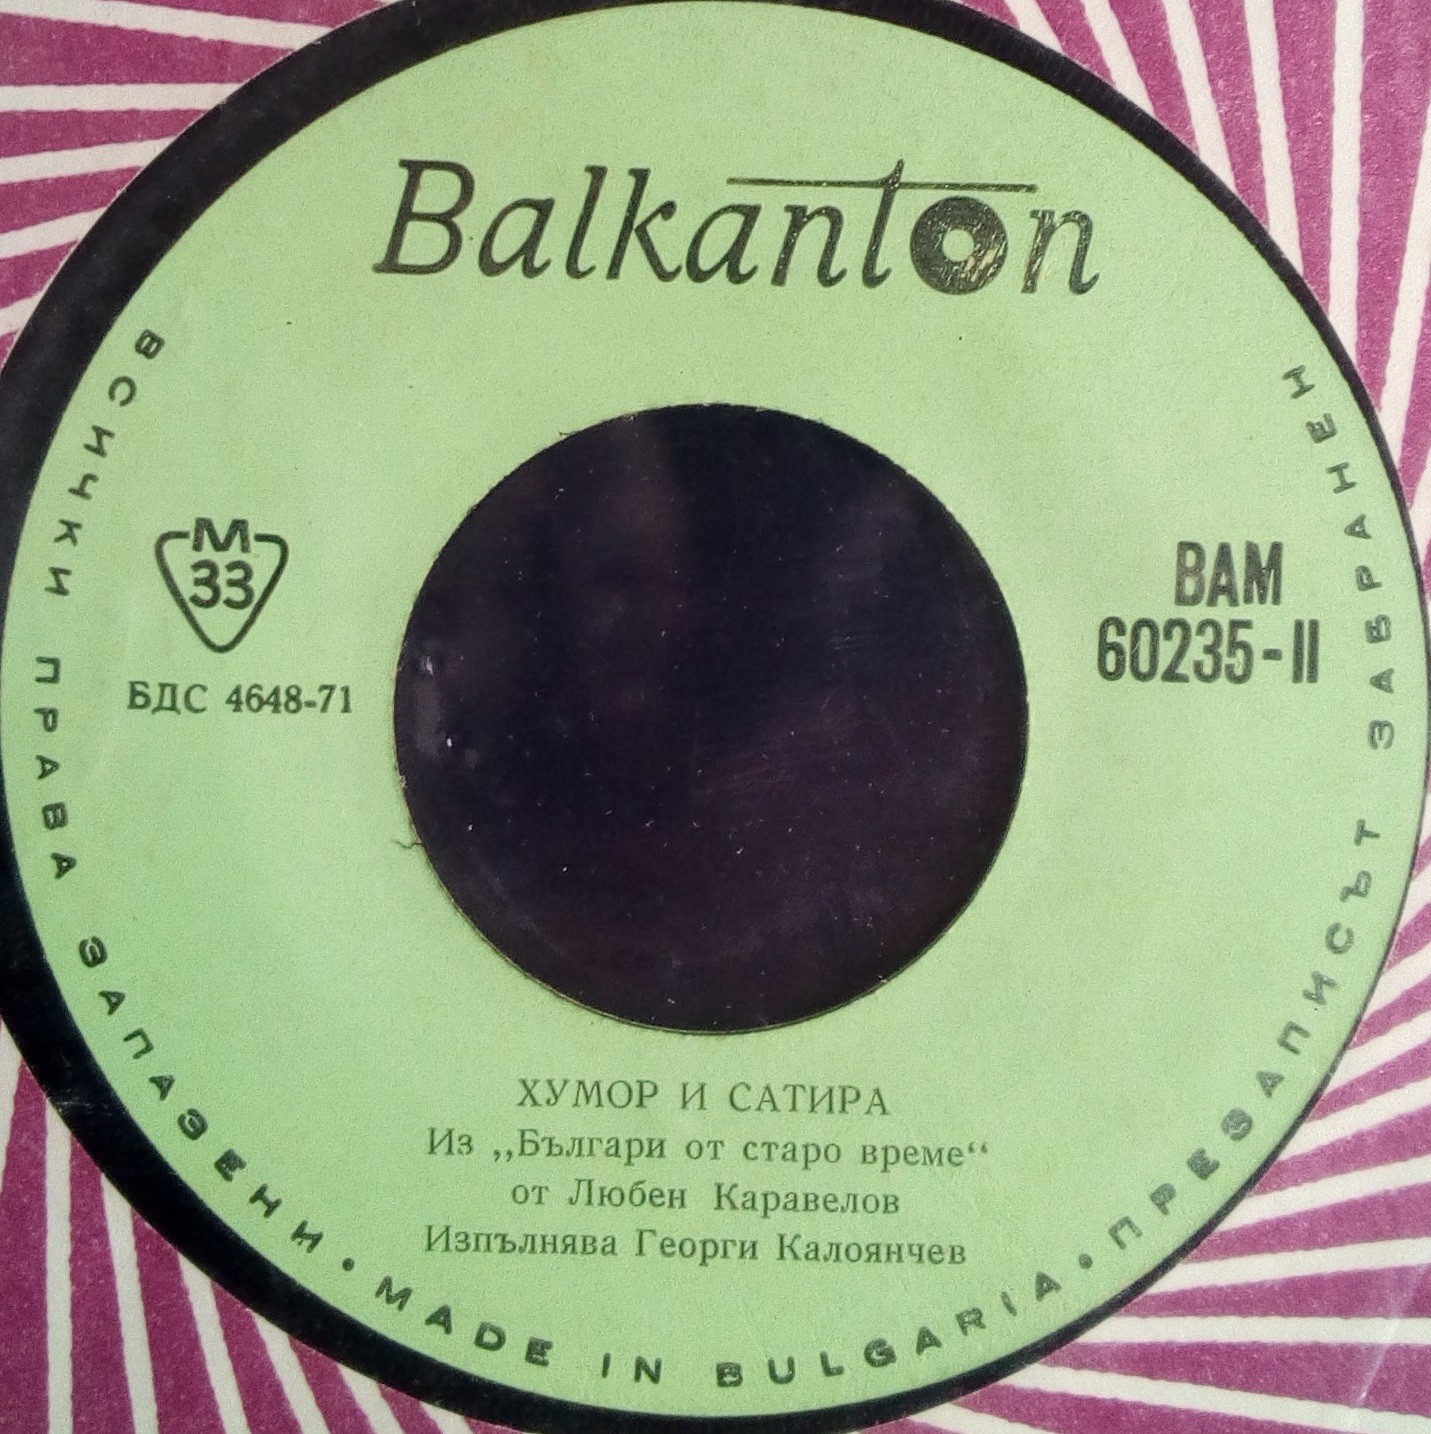 Balkanton
М
33
БДС 4648-71
ВАМ
60235-II
ХУМОР И САТИРА
Из „Българи от старо време“
от Любен Каравелов
Изпълнява Георги Калоянчев
ВСИЧКИ ПРАВА ЗАПАЗЕНИ • MADE IN BULGARIA • ПРЕЗАПИСЪТ ЗАБРАНЕН